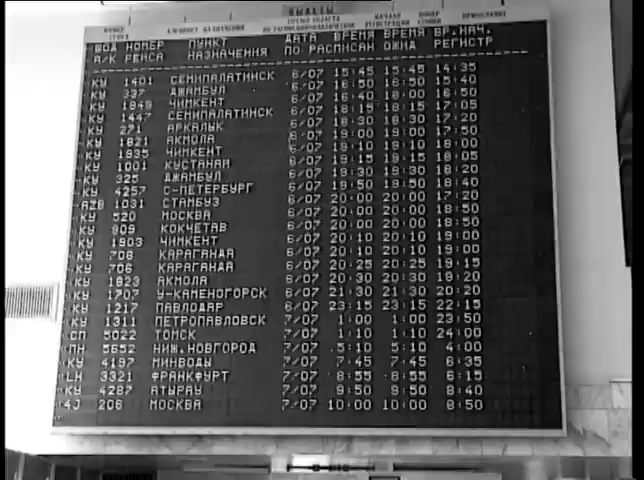 ВЫЛЕТЫ
КОД НОМЕР ПУНКТ ДАТА ВРЕМЯ ВРЕМЯ ВР.НАЧ.
А/К РЕЙСА НАЗНАЧЕНИЯ ПО РАСПИСАН ОЖИД РЕГИСТР
КУ 1401 СЕМИПАЛАТИНСК 6/07 15:45 15:45 14:35
КУ 337 ДЖАМБУЛ 6/07 16:50 16:50 15:40
КУ 1849 ЧИМКЕНТ 6/07 16:40 18:00 16:50
КУ 1447 СЕМИПАЛАТИНСК 6/07 18:15 18:15 17:05
КУ 271 АРКАЛЫК 6/07 18:30 18:30 17:20
КУ 1821 АКМОЛА 6/07 19:00 19:00 17:50
КУ 1935 ЧИМКЕНТ 6/07 19:10 19:10 18:00
КУ 1001 КУСТАНАЙ 6/07 19:15 19:15 18:05
КУ 325 ДЖАМБУЛ 6/07 19:30 19:30 18:20
КУ 4257 С-ПЕТЕРБУРГ 6/07 19:50 19:50 18:40
AZB 1031 СТАМБУЗ 6/07 20:00 20:00 17:20
КУ 520 МОСКВА 6/07 20:00 20:00 18:50
КУ 909 КОКЧЕТАВ 6/07 20:00 20:00 18:50
КУ 1903 ЧИМКЕНТ 6/07 20:10 20:10 19:00
КУ 706 КАРАГАНДА 6/07 20:10 20:10 19:00
КУ 706 КАРАГАНДА 6/07 20:25 20:25 19:15
КУ 1823 АКМОЛА 6/07 20:30 20:30 19:20
КУ 1707 У-КАМЕНОГОРСК 6/07 21:30 21:30 20:20
КУ 1217 ПАВЛОДАР 6/07 23:15 23:15 22:15
КУ 1311 ПЕТРОПАВЛОВСК 7/07 1:00 1:00 23:50
СП 5022 ТОМСК 7/07 1:10 1:10 24:00
ПН 5652 НИЖ.НОВГОРОД 7/07 5:10 5:10 4:00
КУ 4197 МИНВОДЫ 7/07 7:45 7:45 6:35
LH 3321 ФРАНКФУРТ 7/07 8:55 8:55 6:15
КУ 4287 АТЫРАУ 7/07 9:50 9:50 8:40
4J 206 МОСКВА 7/07 10:00 10:00 8:50